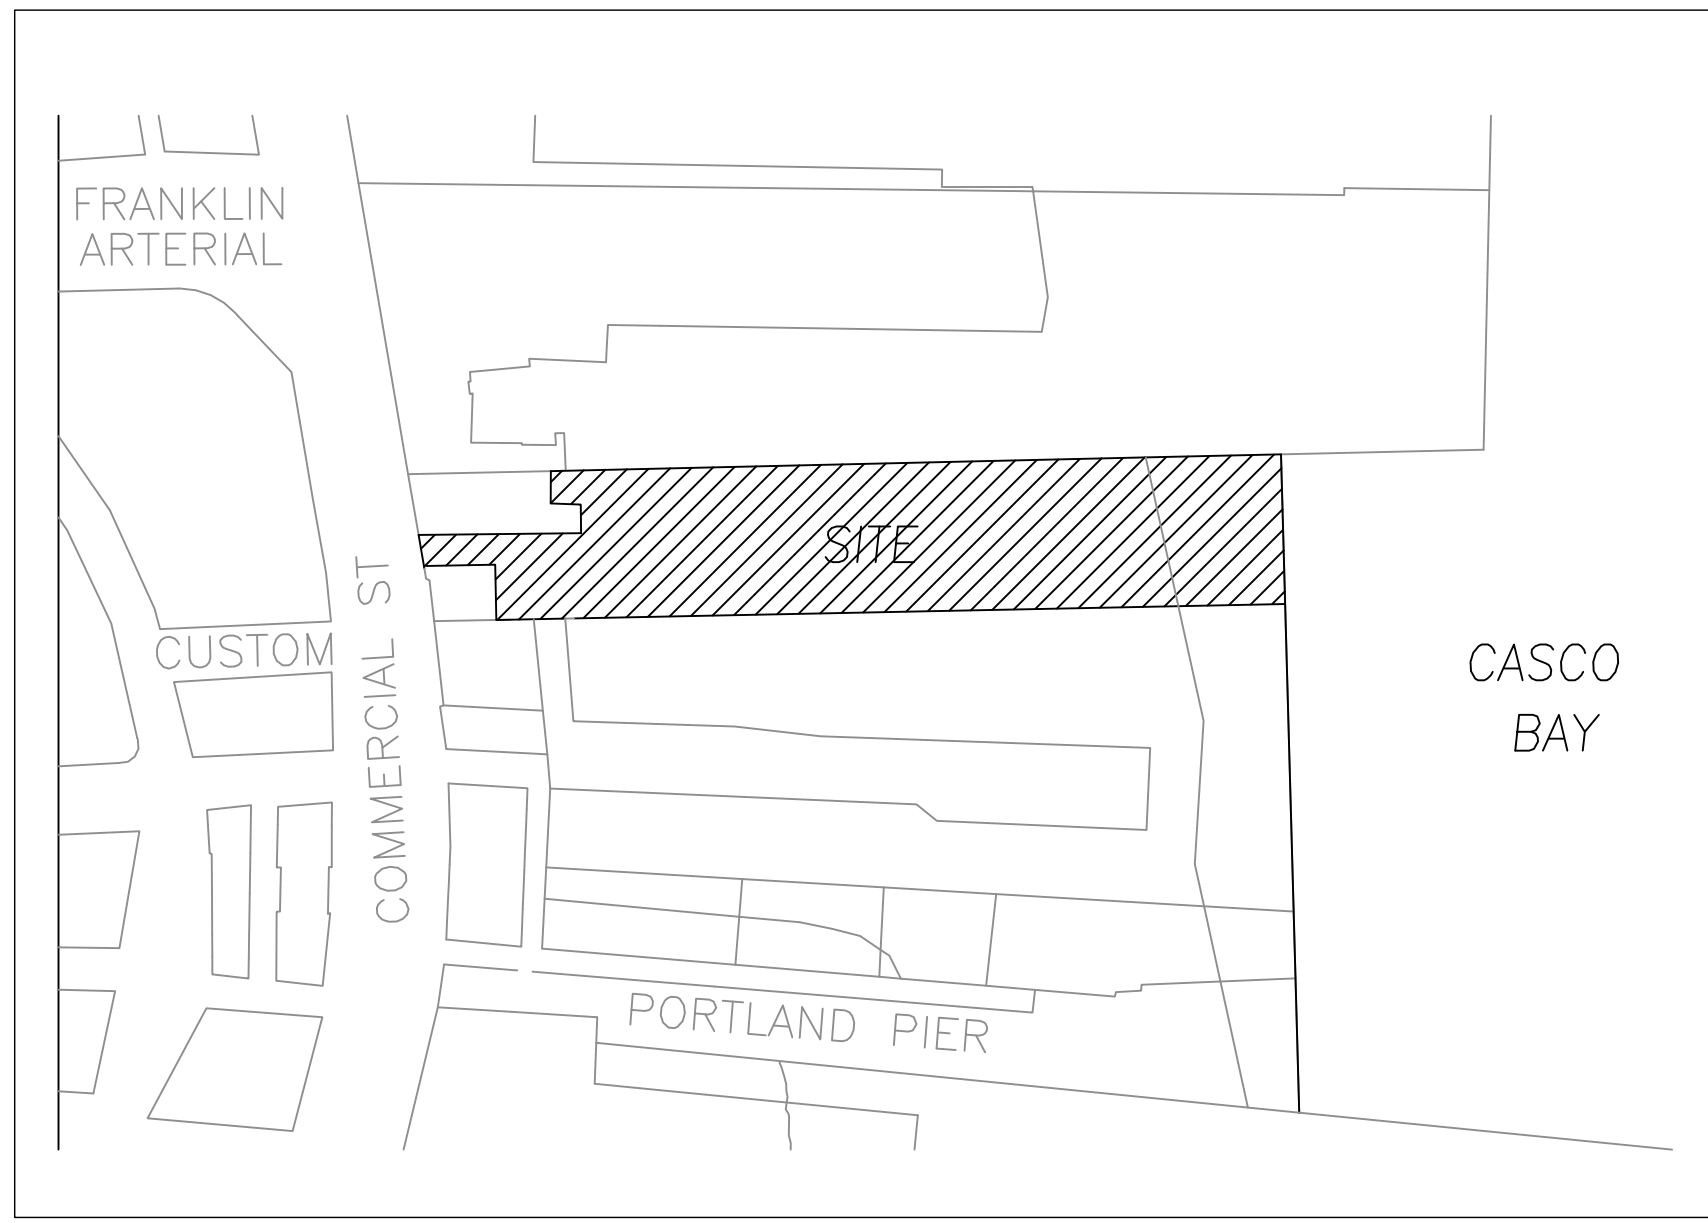 FRANKLIN
ARTERIAL
SITE
COMMERCIAL ST
CUSTOM
CASCO
BAY
PORTLAND PIER